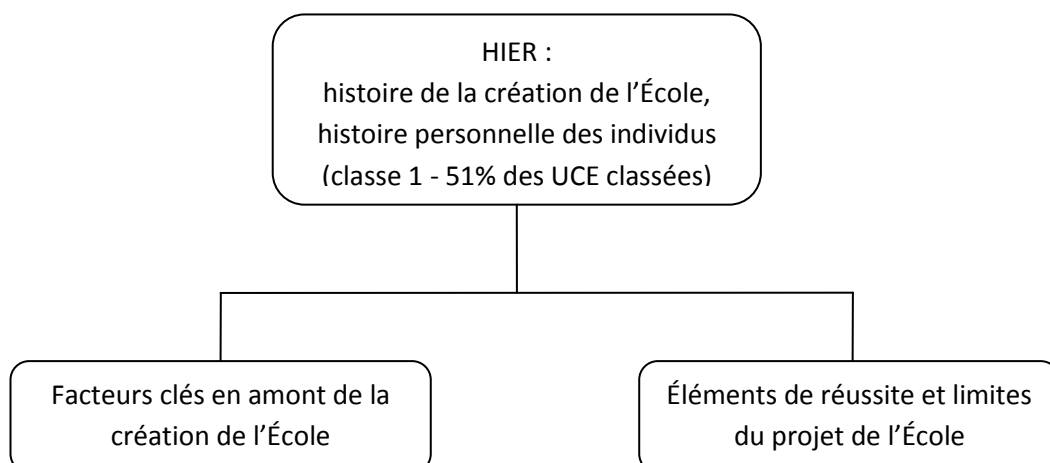 HIER :
histoire de la création de l’École,
histoire personnelle des individus
(classe 1 - 51% des UCE classées)
Facteurs clés en amont de la
création de l’École
Éléments de réussite et limites
du projet de l’École